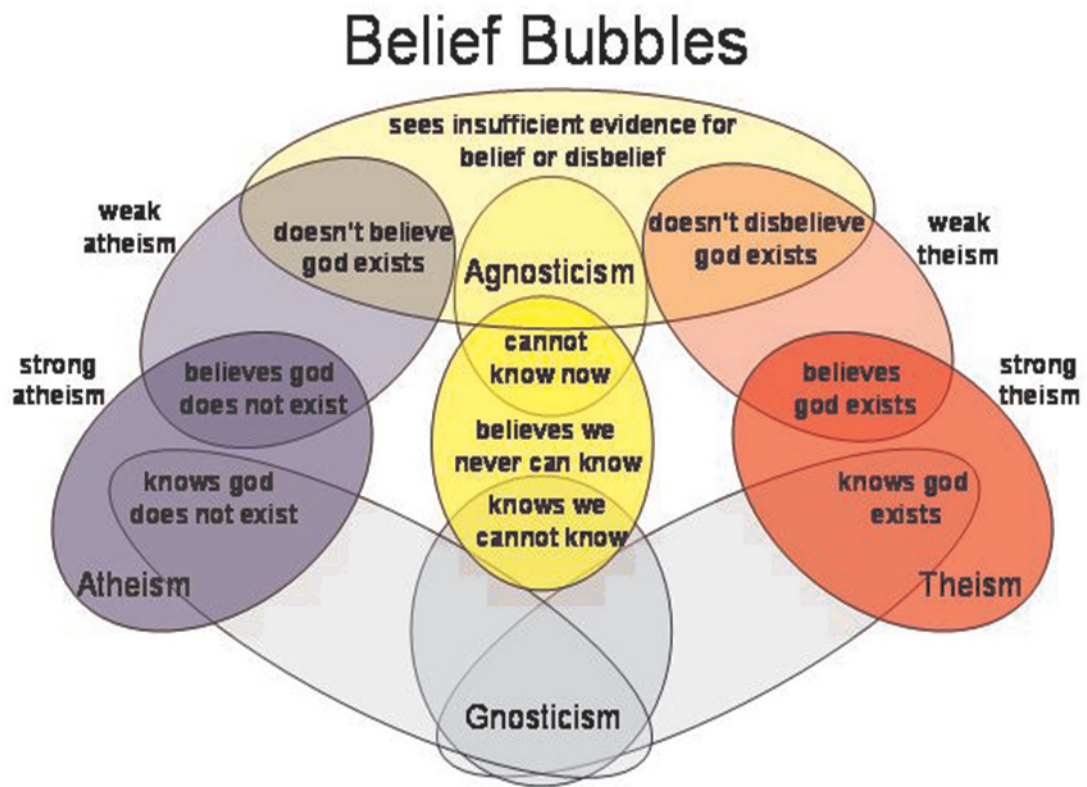 Belief Bubbles
sees insufficient evidence for
belief or disbelief
weak
atheism
doesn't believe
god exists
Agnosticism
doesn't disbelieve
god exists
weak
theism
strong
atheism
believes god
does not exist
cannot
know now
believes
god exists
strong
theism
believes we
never can know
knows god
does not exist
knows we
cannot know
knows god
exists
Atheism
Theism
Gnosticism